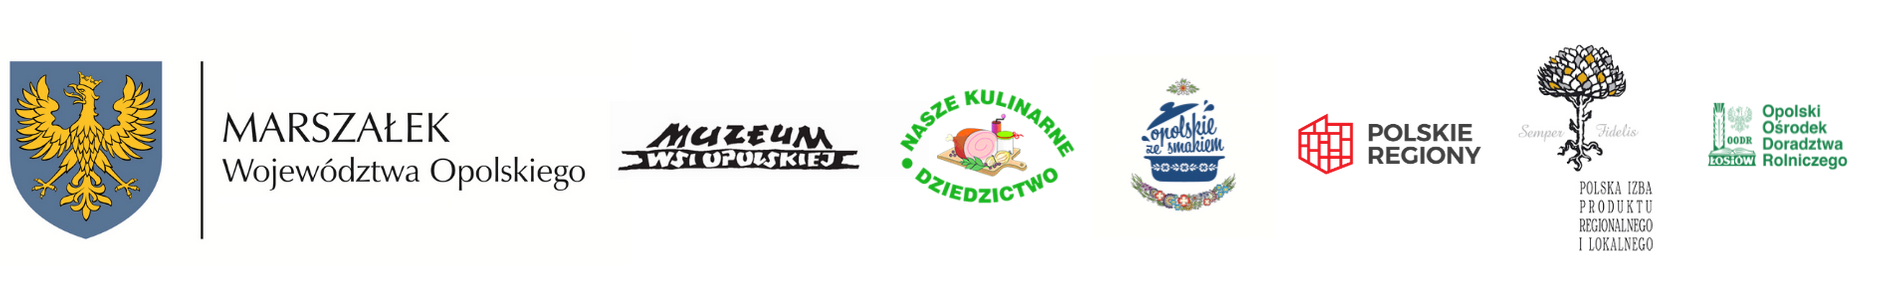 MARSZAŁEK
Województwa Opolskiego
MUZEUM
WSI OPOLSKIEJ
NASZE KULINARNE
DZIEDZICTWO
opolskie
ze smakiem
POLSKIE
REGIONY
Semper Fidelis
POLSKA IZBA
PRODUKTU
REGIONALNEGO
I LOKALNEGO
OODR
ŁOSIÓW
Opolski
Ośrodek
Doradztwa
Rolniczego